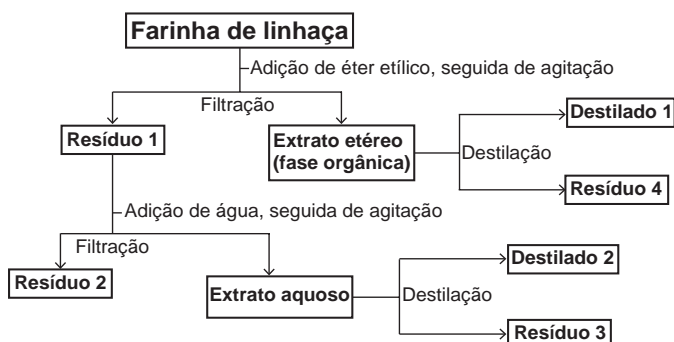 Farinha de linhaça
Adição de éter etílico, seguida de agitação
Filtração
Resíduo 1
Extrato etéreo
(fase orgânica)
Destilação
Destilado 1
Resíduo 4
Adição de água, seguida de agitação
Filtração
Resíduo 2
Extrato aquoso
Destilação
Destilado 2
Resíduo 3